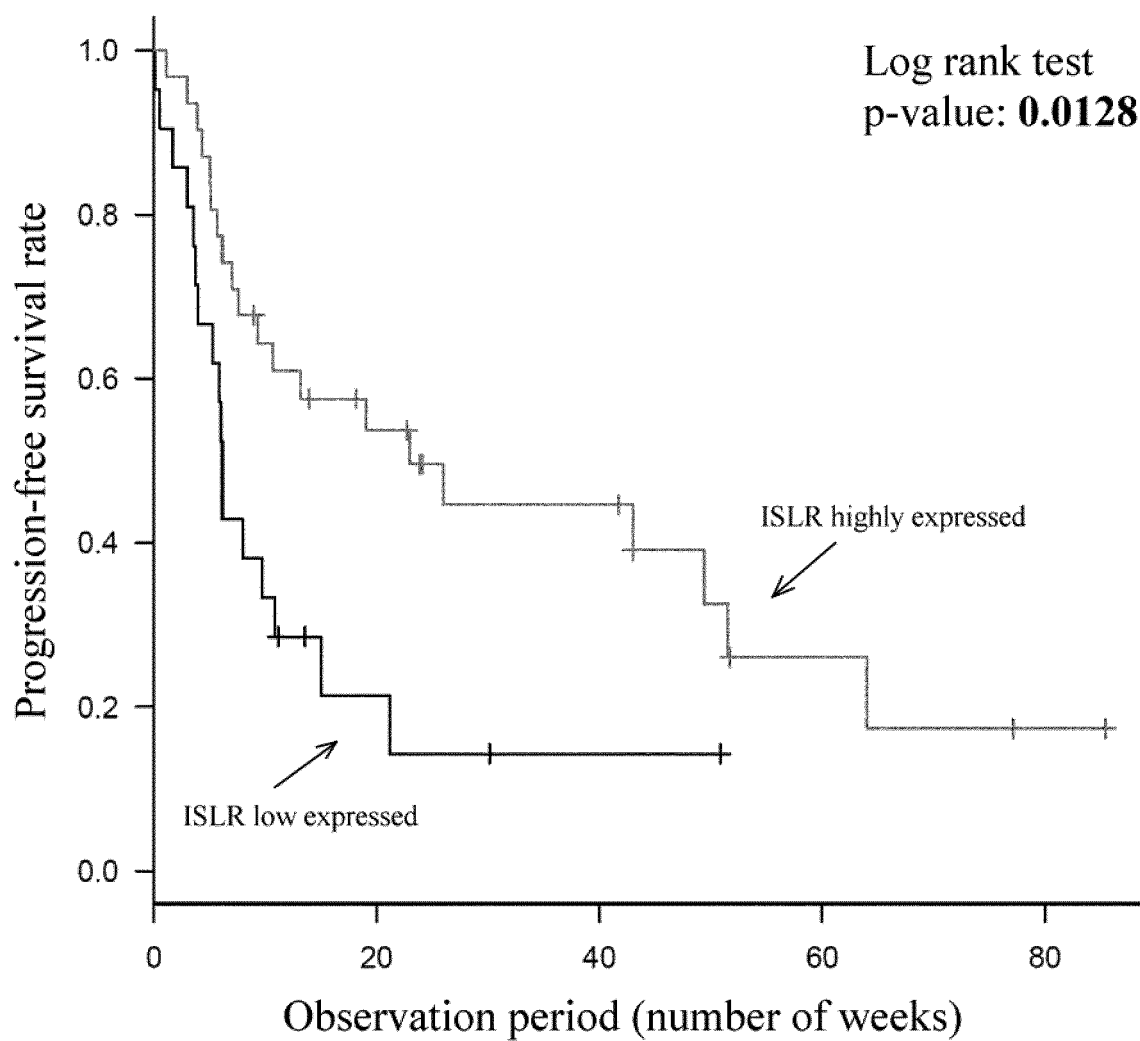 Log rank test
p-value: 0.0128
Progression-free survival rate
1.0
0.8
0.6
0.4
0.2
0.0
ISLR highly expressed
ISLR low expressed
0 20 40 60 80
Observation period (number of weeks)